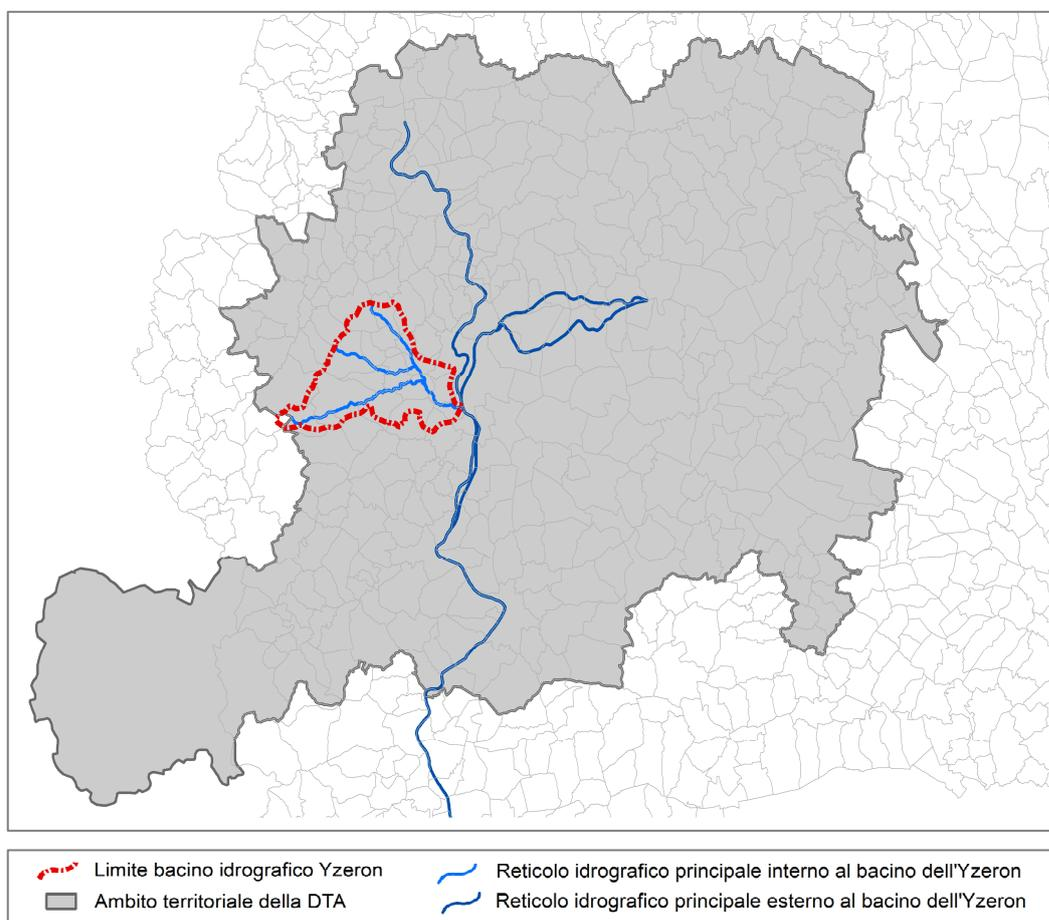 Limite bacino idrografico Yzeron
Reticolo idrografico principale interno al bacino dell'Yzeron
Ambito territoriale della DTA
Reticolo idrografico principale esterno al bacino dell'Yzeron